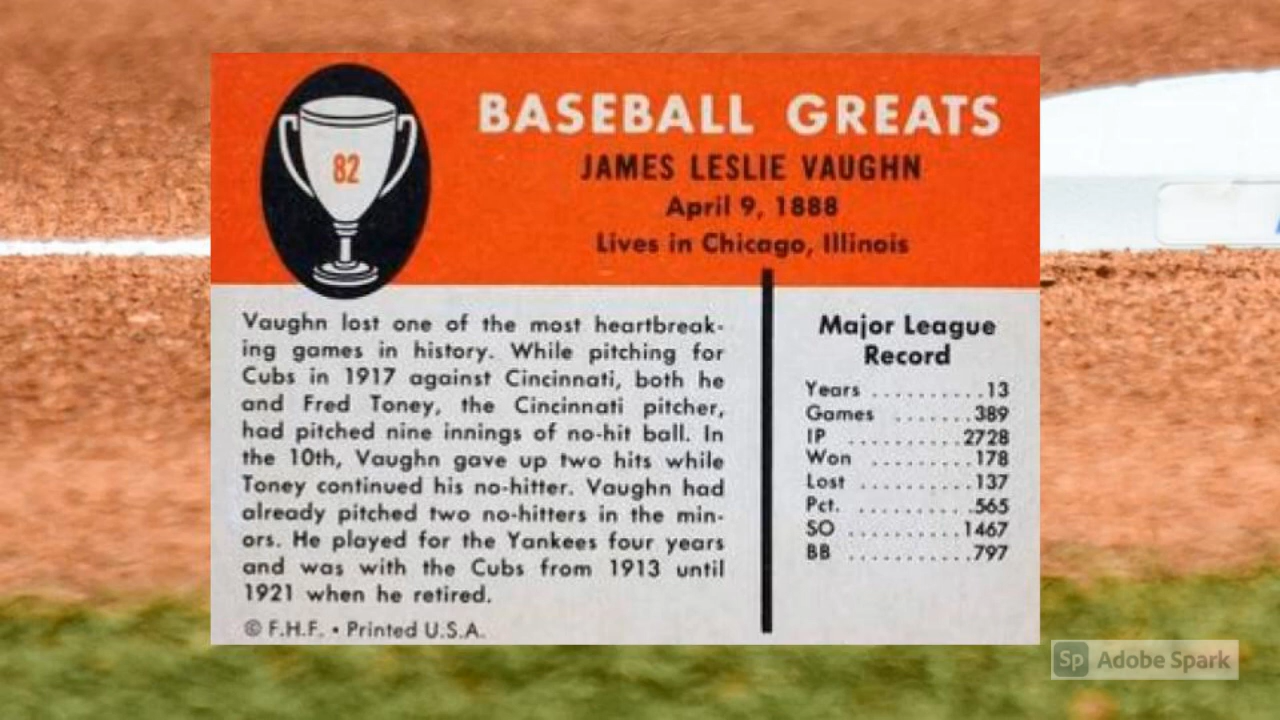 82
BASEBALL GREATS
JAMES LESLIE VAUGHN
April 9, 1888
Lives in Chicago, Illinois
Vaughn lost one of the most heartbreak-
ing games in history. While pitching for
Cubs in 1917 against Cincinnati, both he
and Fred Toney, the Cincinnati pitcher,
had pitched nine innings of no-hit ball. In
the 10th, Vaughn gave up two hits while
Toney continued his no-hitter. Vaughn had
already pitched two no-hitters in the min-
ors. He played for the Yankees four years
and was with the Cubs from 1913 until
1921 when he retired.
© F.H.F. • Printed U.S.A.
Major League
Record
Years ..........13
Games .......389
IP ..........2728
Won .........178
Lost ..........137
Pct. ..........565
SO ..........1467
BB ...........797
Sp Adobe Spark